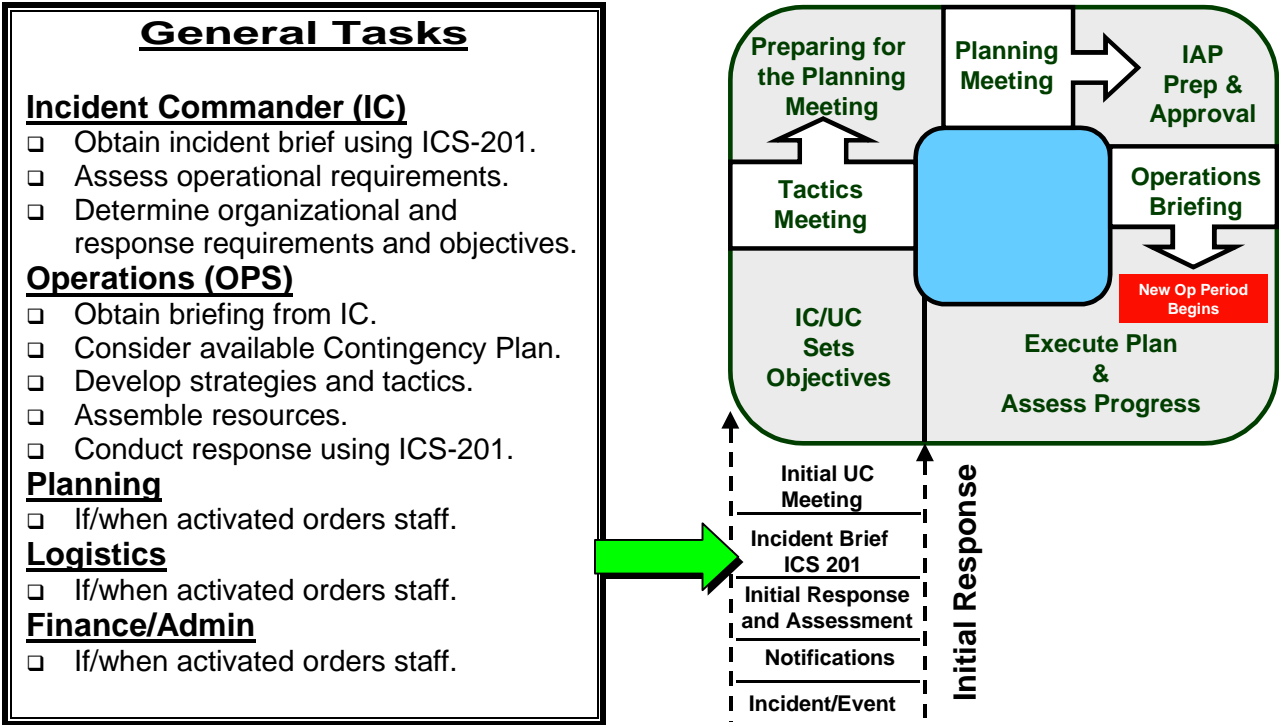 General Tasks
Incident Commander (IC)
❑ Obtain incident brief using ICS-201.
❑ Assess operational requirements.
❑ Determine organizational and
response requirements and objectives.
Operations (OPS)
❑ Obtain briefing from IC.
❑ Consider available Contingency Plan.
❑ Develop strategies and tactics.
❑ Assemble resources.
❑ Conduct response using ICS-201.
Planning
❑ If/when activated orders staff.
Logistics
❑ If/when activated orders staff.
Finance/Admin
❑ If/when activated orders staff.
Preparing for
the Planning
Meeting
Planning
Meeting
IAP
Prep &
Approval
Tactics
Meeting
Operations
Briefing
New Op Period
Begins
IC/UC
Sets
Objectives
Execute Plan
&
Assess Progress
Initial UC
Meeting
Incident Brief
ICS 201
Initial Response
and Assessment
Notifications
Incident/Event
Initial Response